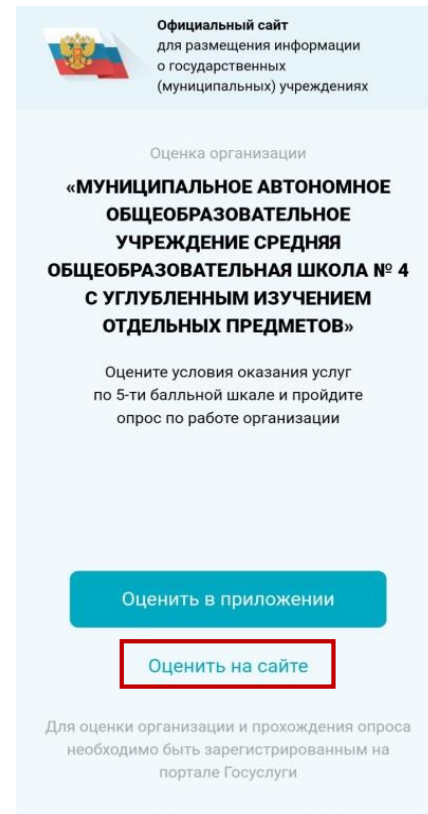 Официальный сайт
для размещения информации
о государственных
(муниципальных) учреждениях
Оценка организации
«МУНИЦИПАЛЬНОЕ АВТОНОМНОЕ
ОБЩЕОБРАЗОВАТЕЛЬНОЕ
УЧРЕЖДЕНИЕ СРЕДНЯЯ
ОБЩЕОБРАЗОВАТЕЛЬНАЯ ШКОЛА № 4
С УГЛУБЛЕННЫМ ИЗУЧЕНИЕМ
ОТДЕЛЬНЫХ ПРЕДМЕТОВ»
Оцените условия оказания услуг
по 5-ти балльной шкале и пройдите
опрос по работе организации
Оценить в приложении
Оценить на сайте
Для оценки организации и прохождения опроса
необходимо быть зарегистрированным на
портале Госуслуги